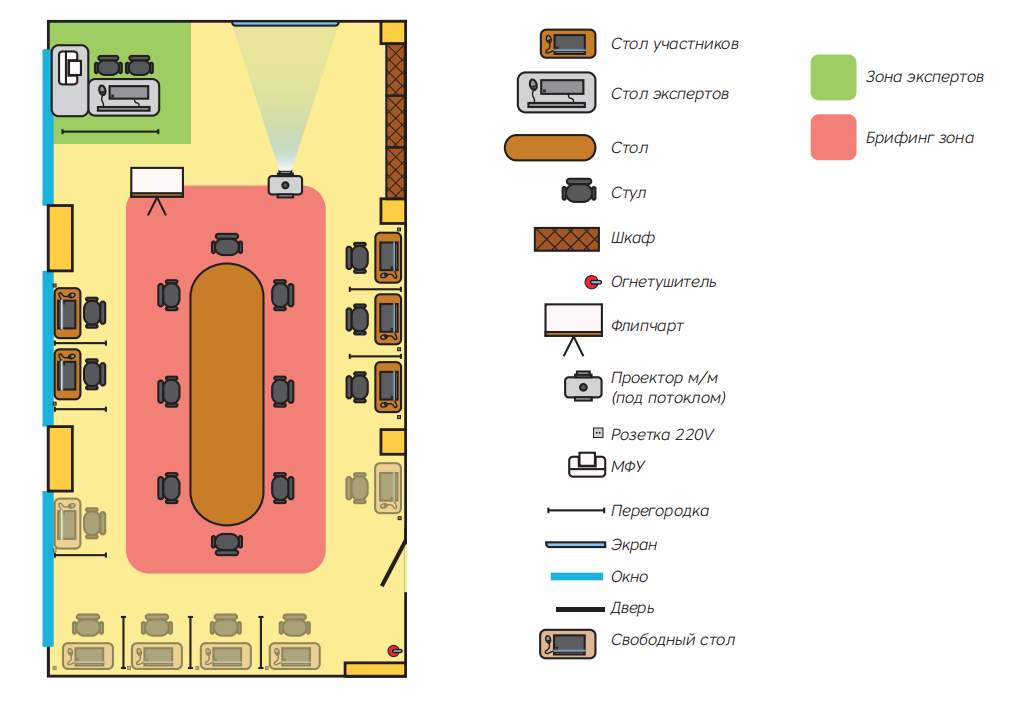 Стол участников
Стол экспертов
Стол
Стул
Шкаф
Огнетушитель
Флипчарт
Проектор м/м
(под потоклом)
Розетка 220V
МФУ
Перегородка
Экран
Окно
Дверь
Свободный стол
Зона экспертов
Брифинг зона